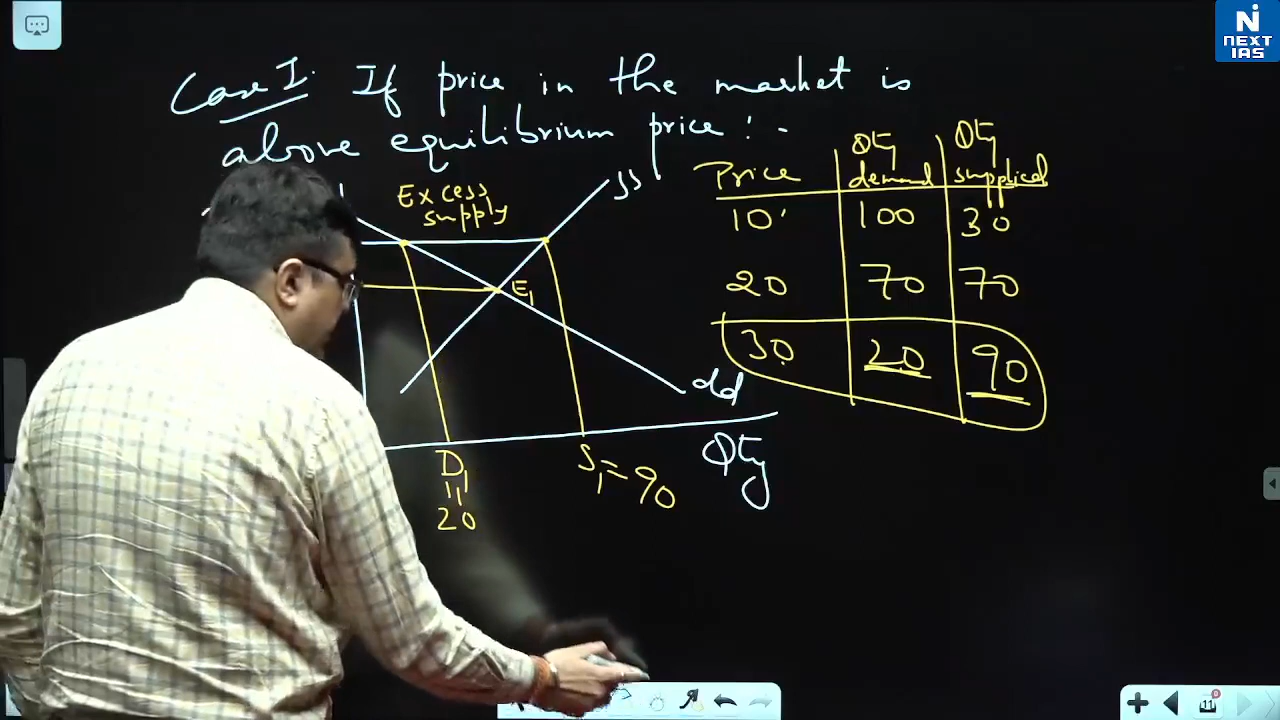 Case I. If price in the market is
above equilibrium price :-
Excess
supply
SS
E1
dd
D1
||
20
S1 = 90
Qty
Price | Qty demand | Qty supplied
10 | 100 | 30
20 | 70 | 70
30 | 20 | 90
NEXT
IAS
11